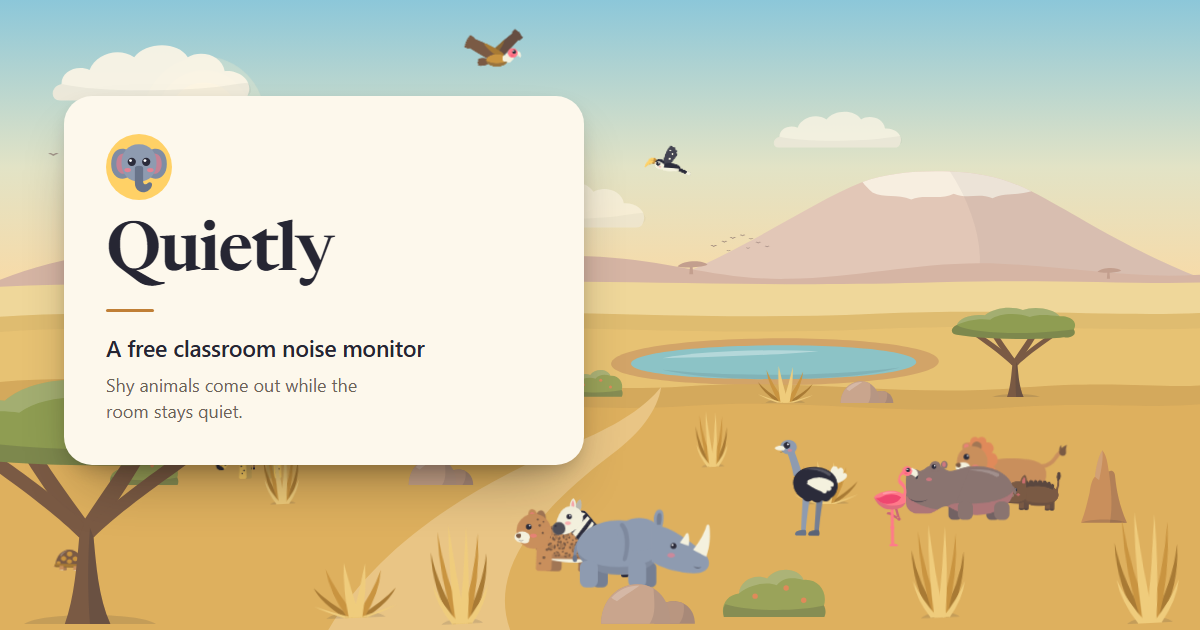 Quietly
A free classroom noise monitor
Shy animals come out while the
room stays quiet.